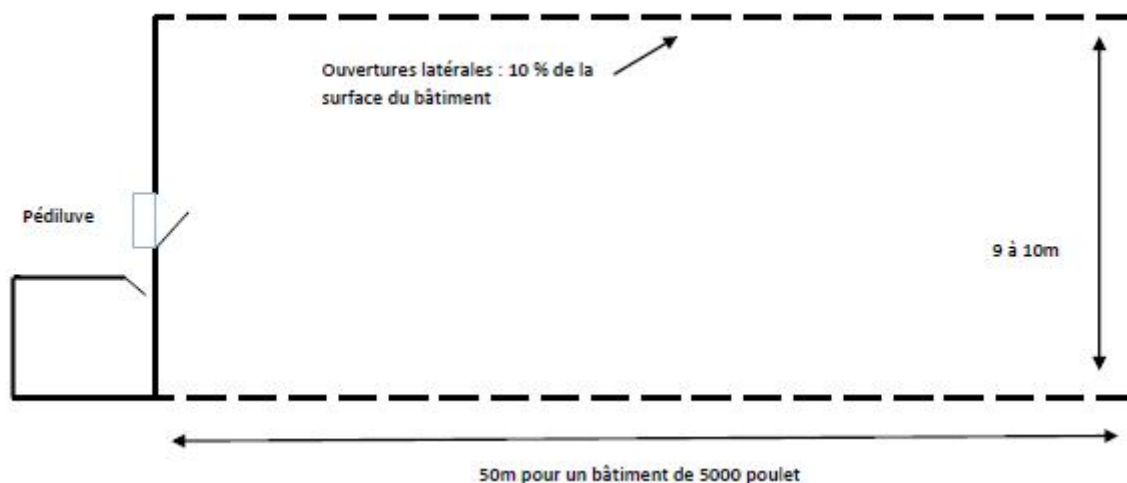 Ouvertures latérales : 10 % de la
surface du bâtiment
Pédiluve
9 à 10m
50m pour un bâtiment de 5000 poulet